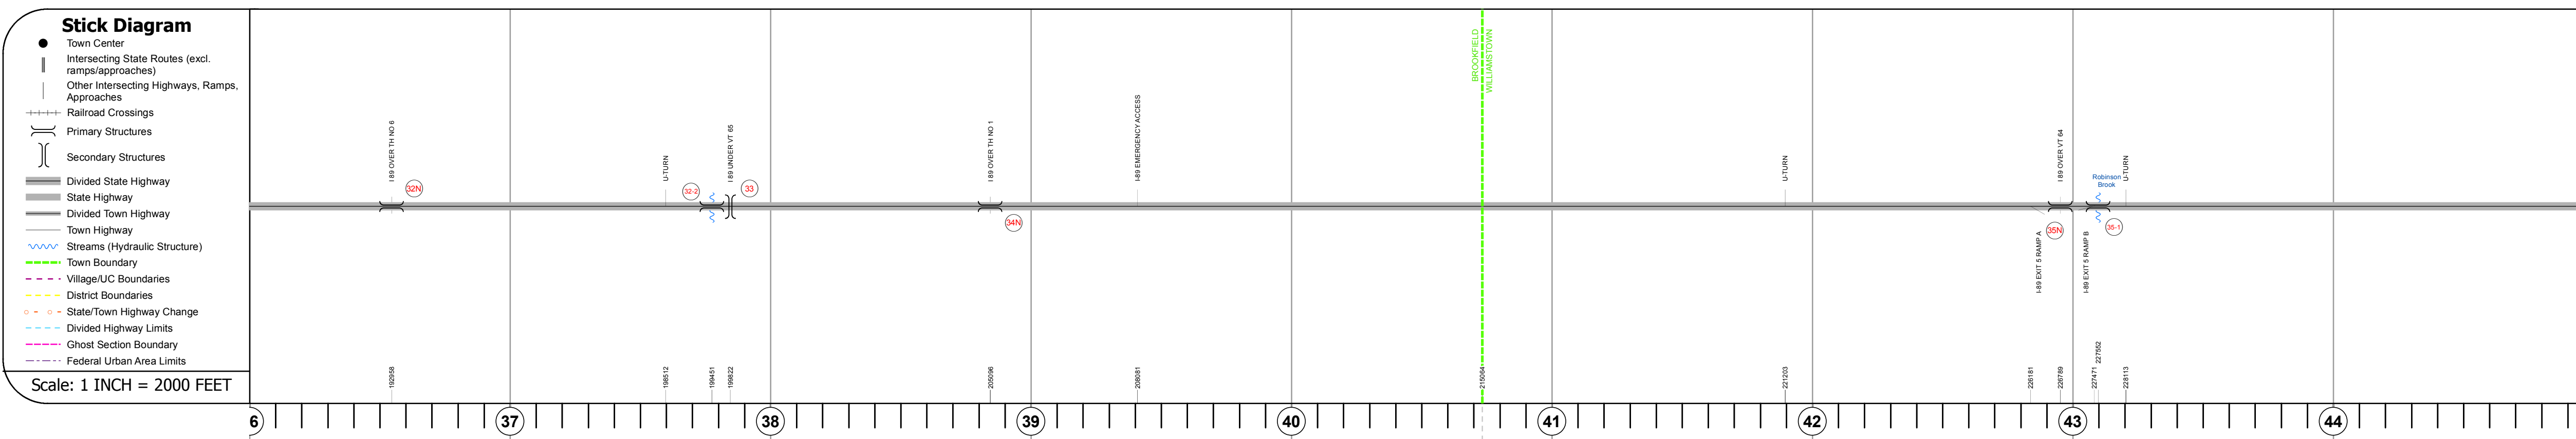 Stick Diagram
Town Center
Intersecting State Routes (excl.
ramps/approaches)
Other Intersecting Highways, Ramps,
Approaches
Railroad Crossings
Primary Structures
Secondary Structures
Divided State Highway
State Highway
Divided Town Highway
Town Highway
Streams (Hydraulic Structure)
Town Boundary
Village/UC Boundaries
District Boundaries
State/Town Highway Change
Divided Highway Limits
Ghost Section Boundary
Federal Urban Area Limits
Scale: 1 INCH = 2000 FEET
I 89 OVER TH NO 6
32N
U-TURN
32-2
I 89 UNDER VT 65
33
I 89 OVER TH NO 1
34N
I-89 EMERGENCY ACCESS
BROOKFIELD
WILLIAMSTOWN
U-TURN
I-89 EXIT 5 RAMP A
I 89 OVER VT 64
35N
I-89 EXIT 5 RAMP B
Robinson
Brook
35-1
U-TURN
192958
198512
199451
199822
205096
208081
215064
221203
226181
226789
227471
227552
228113
6
37
38
39
40
41
42
43
44